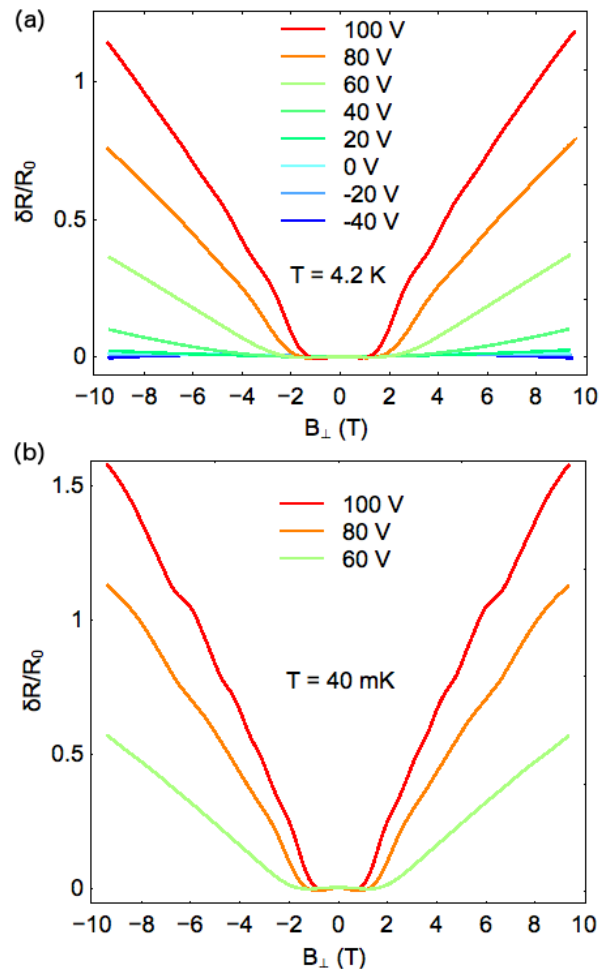 (a)
100 V
80 V
60 V
40 V
20 V
0 V
-20 V
-40 V
T = 4.2 K
δR/R₀
1
0.5
0
−10 −8 −6 −4 −2 0 2 4 6 8 10
B⊥ (T)
(b)
100 V
80 V
60 V
T = 40 mK
δR/R₀
1.5
1
0.5
0
−10 −8 −6 −4 −2 0 2 4 6 8 10
B⊥ (T)